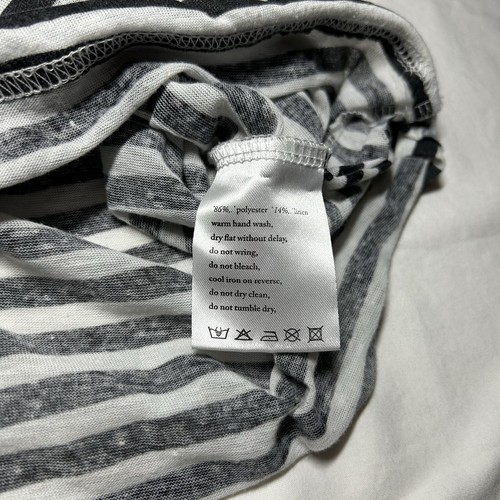 "86%, "polyester "14%, "linen
warm hand wash,
dry flat without delay,
do not wring,
do not bleach,
cool iron on reverse,
do not dry clean,
do not tumble dry,